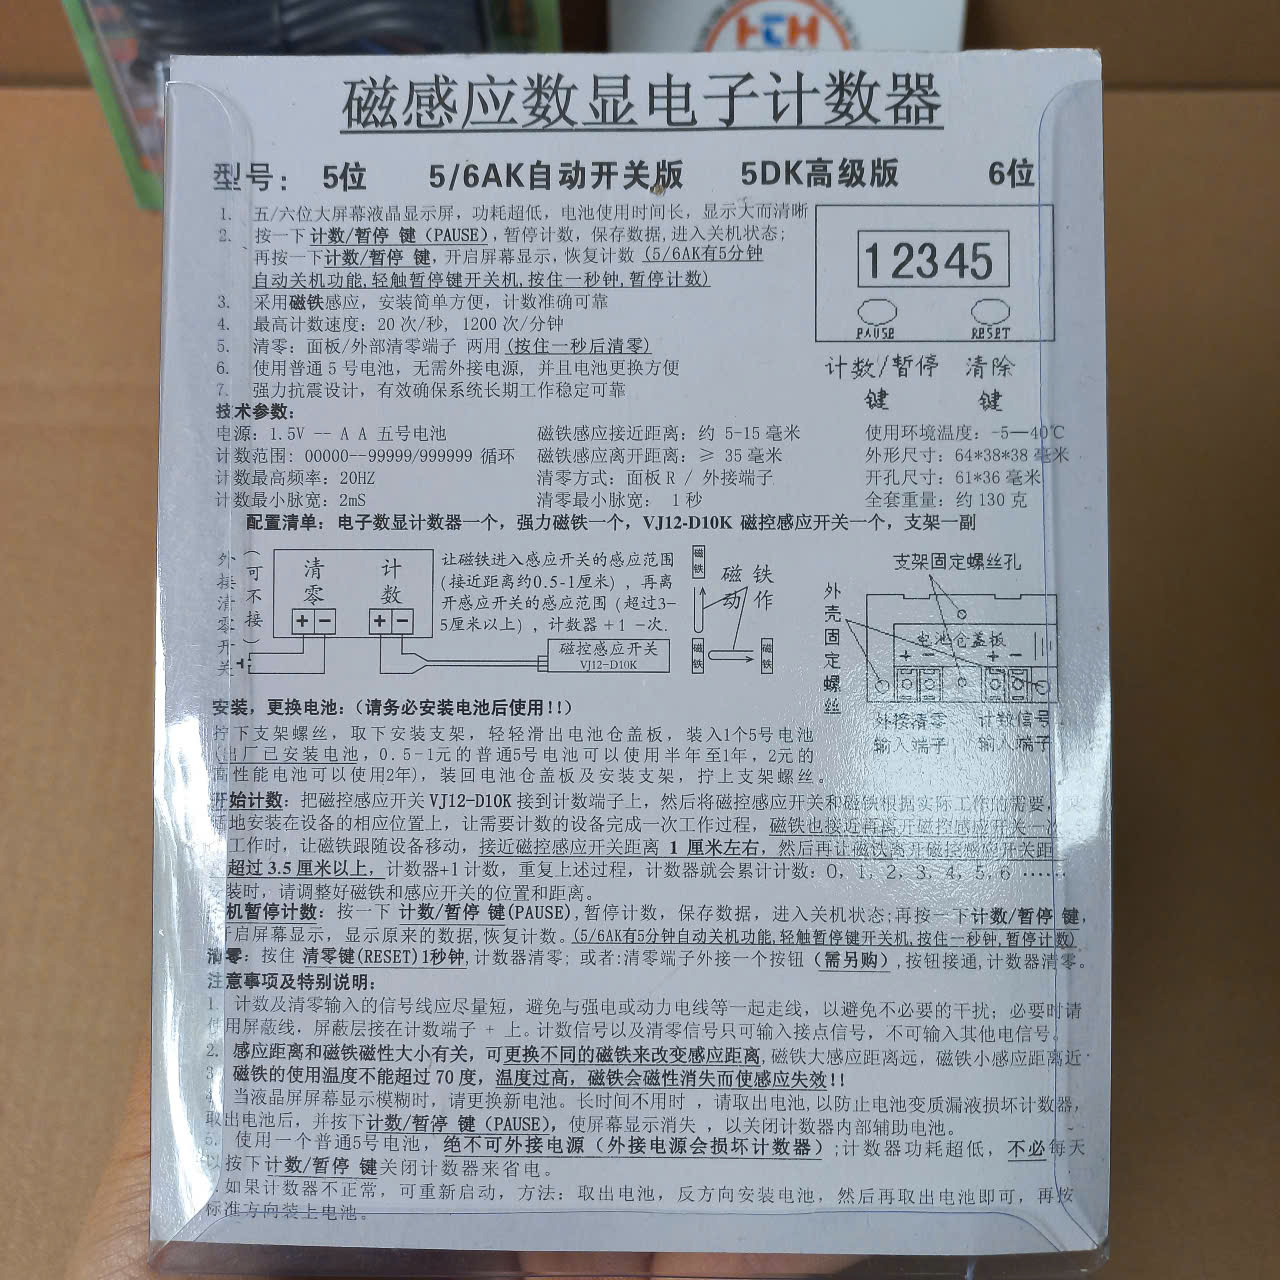 HTH
磁感应数显电子计数器
型号: 5位 5/6AK自动开关版 5DK高级版 6位
1. 五/六位大屏幕液晶显示屏，功耗超低，电池使用时间长，显示大而清晰
2. 按一下 计数/暂停 键（PAUSE）,暂停计数，保存数据,进入关机状态;
再按一下计数/暂停 键，开启屏幕显示，恢复计数（5/6AK有5分钟
自动关机功能,轻触暂停键开关机,按住一秒钟,暂停计数）
3. 采用磁铁感应，安装简单方便，计数准确可靠
4. 最高计数速度：20 次/秒, 1200 次/分钟
5. 清零：面板/外部清零端子 两用 (按住一秒后清零)
6. 使用普通 5 号电池，无需外接电源, 并且电池更换方便
7. 强力抗震设计，有效确保系统长期工作稳定可靠
12345
PAUSE RESET
计数/暂停 清除
键 键
技术参数：
电源：1.5V -- A A 五号电池 磁铁感应接近距离：约 5-15 毫米 使用环境温度：-5—40℃
计数范围：00000--99999/999999 循环 磁铁感应离开距离：≥ 35 毫米 外形尺寸：64*38*38 毫米
计数最高频率：20HZ 清零方式：面板 R / 外接端子 开孔尺寸：61*36 毫米
计数最小脉宽：2mS 清零最小脉宽： 1 秒 全套重量：约 130 克
配置清单：电子数显计数器一个，强力磁铁一个，VJ12-D10K 磁控感应开关一个，支架一副
外接清零开关
（可不接）
清零 计数
+ − + −
让磁铁进入感应开关的感应范围
(接近距离约0.5-1厘米)，再离
开感应开关的感应范围（超过3-
5厘米以上），计数器 +1 一次.
磁控感应开关
VJ12-D10K
磁铁
磁铁
磁铁
磁 铁
动 作
支架固定螺丝孔
外壳固定螺丝
电池仓盖板
+ − + −
外接清零 计数信号
输入端子 输入端子
安装，更换电池：（请务必安装电池后使用!!）
拧下支架螺丝，取下安装支架，轻轻滑出电池仓盖板，装入1个5号电池
(出厂已安装电池，0.5-1元的普通5号电池可以使用半年至1年，2元的
高性能电池可以使用2年)，装回电池仓盖板及安装支架，拧上支架螺丝。
开始计数：把磁控感应开关 VJ12-D10K 接到计数端子上，然后将磁控感应开关和磁铁根据实际工作的需要，
地安装在设备的相应位置上，让需要计数的设备完成一次工作过程，磁铁也接近再离开磁控感应开关一次
工作时，让磁铁跟随设备移动，接近磁控感应开关距离 1 厘米左右，然后再让磁铁离开磁控感应开关距
超过 3.5 厘米以上，计数器+1 计数，重复上述过程，计数器就会累计计数：0，1，2，3，4，5，6 ……
安装时，请调整好磁铁和感应开关的位置和距离。
机暂停计数：按一下 计数/暂停 键(PAUSE),暂停计数，保存数据，进入关机状态;再按一下计数/暂停 键，
开启屏幕显示，显示原来的数据,恢复计数。(5/6AK有5分钟自动关机功能,轻触暂停键开关机,按住一秒钟,暂停计数)
清零：按住 清零键(RESET)1秒钟,计数器清零；或者:清零端子外接一个按钮（需另购）,按钮接通,计数器清零。
注意事项及特别说明：
1. 计数及清零输入的信号线应尽量短，避免与强电或动力电线等一起走线，以避免不必要的干扰；必要时请
使用屏蔽线，屏蔽层接在计数端子 + 上。计数信号以及清零信号只可输入接点信号，不可输入其他电信号。
2. 感应距离和磁铁磁性大小有关，可更换不同的磁铁来改变感应距离,磁铁大感应距离远，磁铁小感应距离近
3 磁铁的使用温度不能超过 70 度，温度过高，磁铁会磁性消失而使感应失效!!
4. 当液晶屏屏幕显示模糊时，请更换新电池。长时间不用时 ，请取出电池,以防止电池变质漏液损坏计数器，
取出电池后，并按下计数/暂停 键（PAUSE），使屏幕显示消失 ，以关闭计数器内部辅助电池。
5. 使用一个普通5号电池，绝不可外接电源（外接电源会损坏计数器）;计数器功耗超低，不必每天
按下计数/暂停 键关闭计数器来省电。
如果计数器不正常，可重新启动，方法：取出电池，反方向安装电池，然后再取出电池即可，再按
标准方向装上电池。